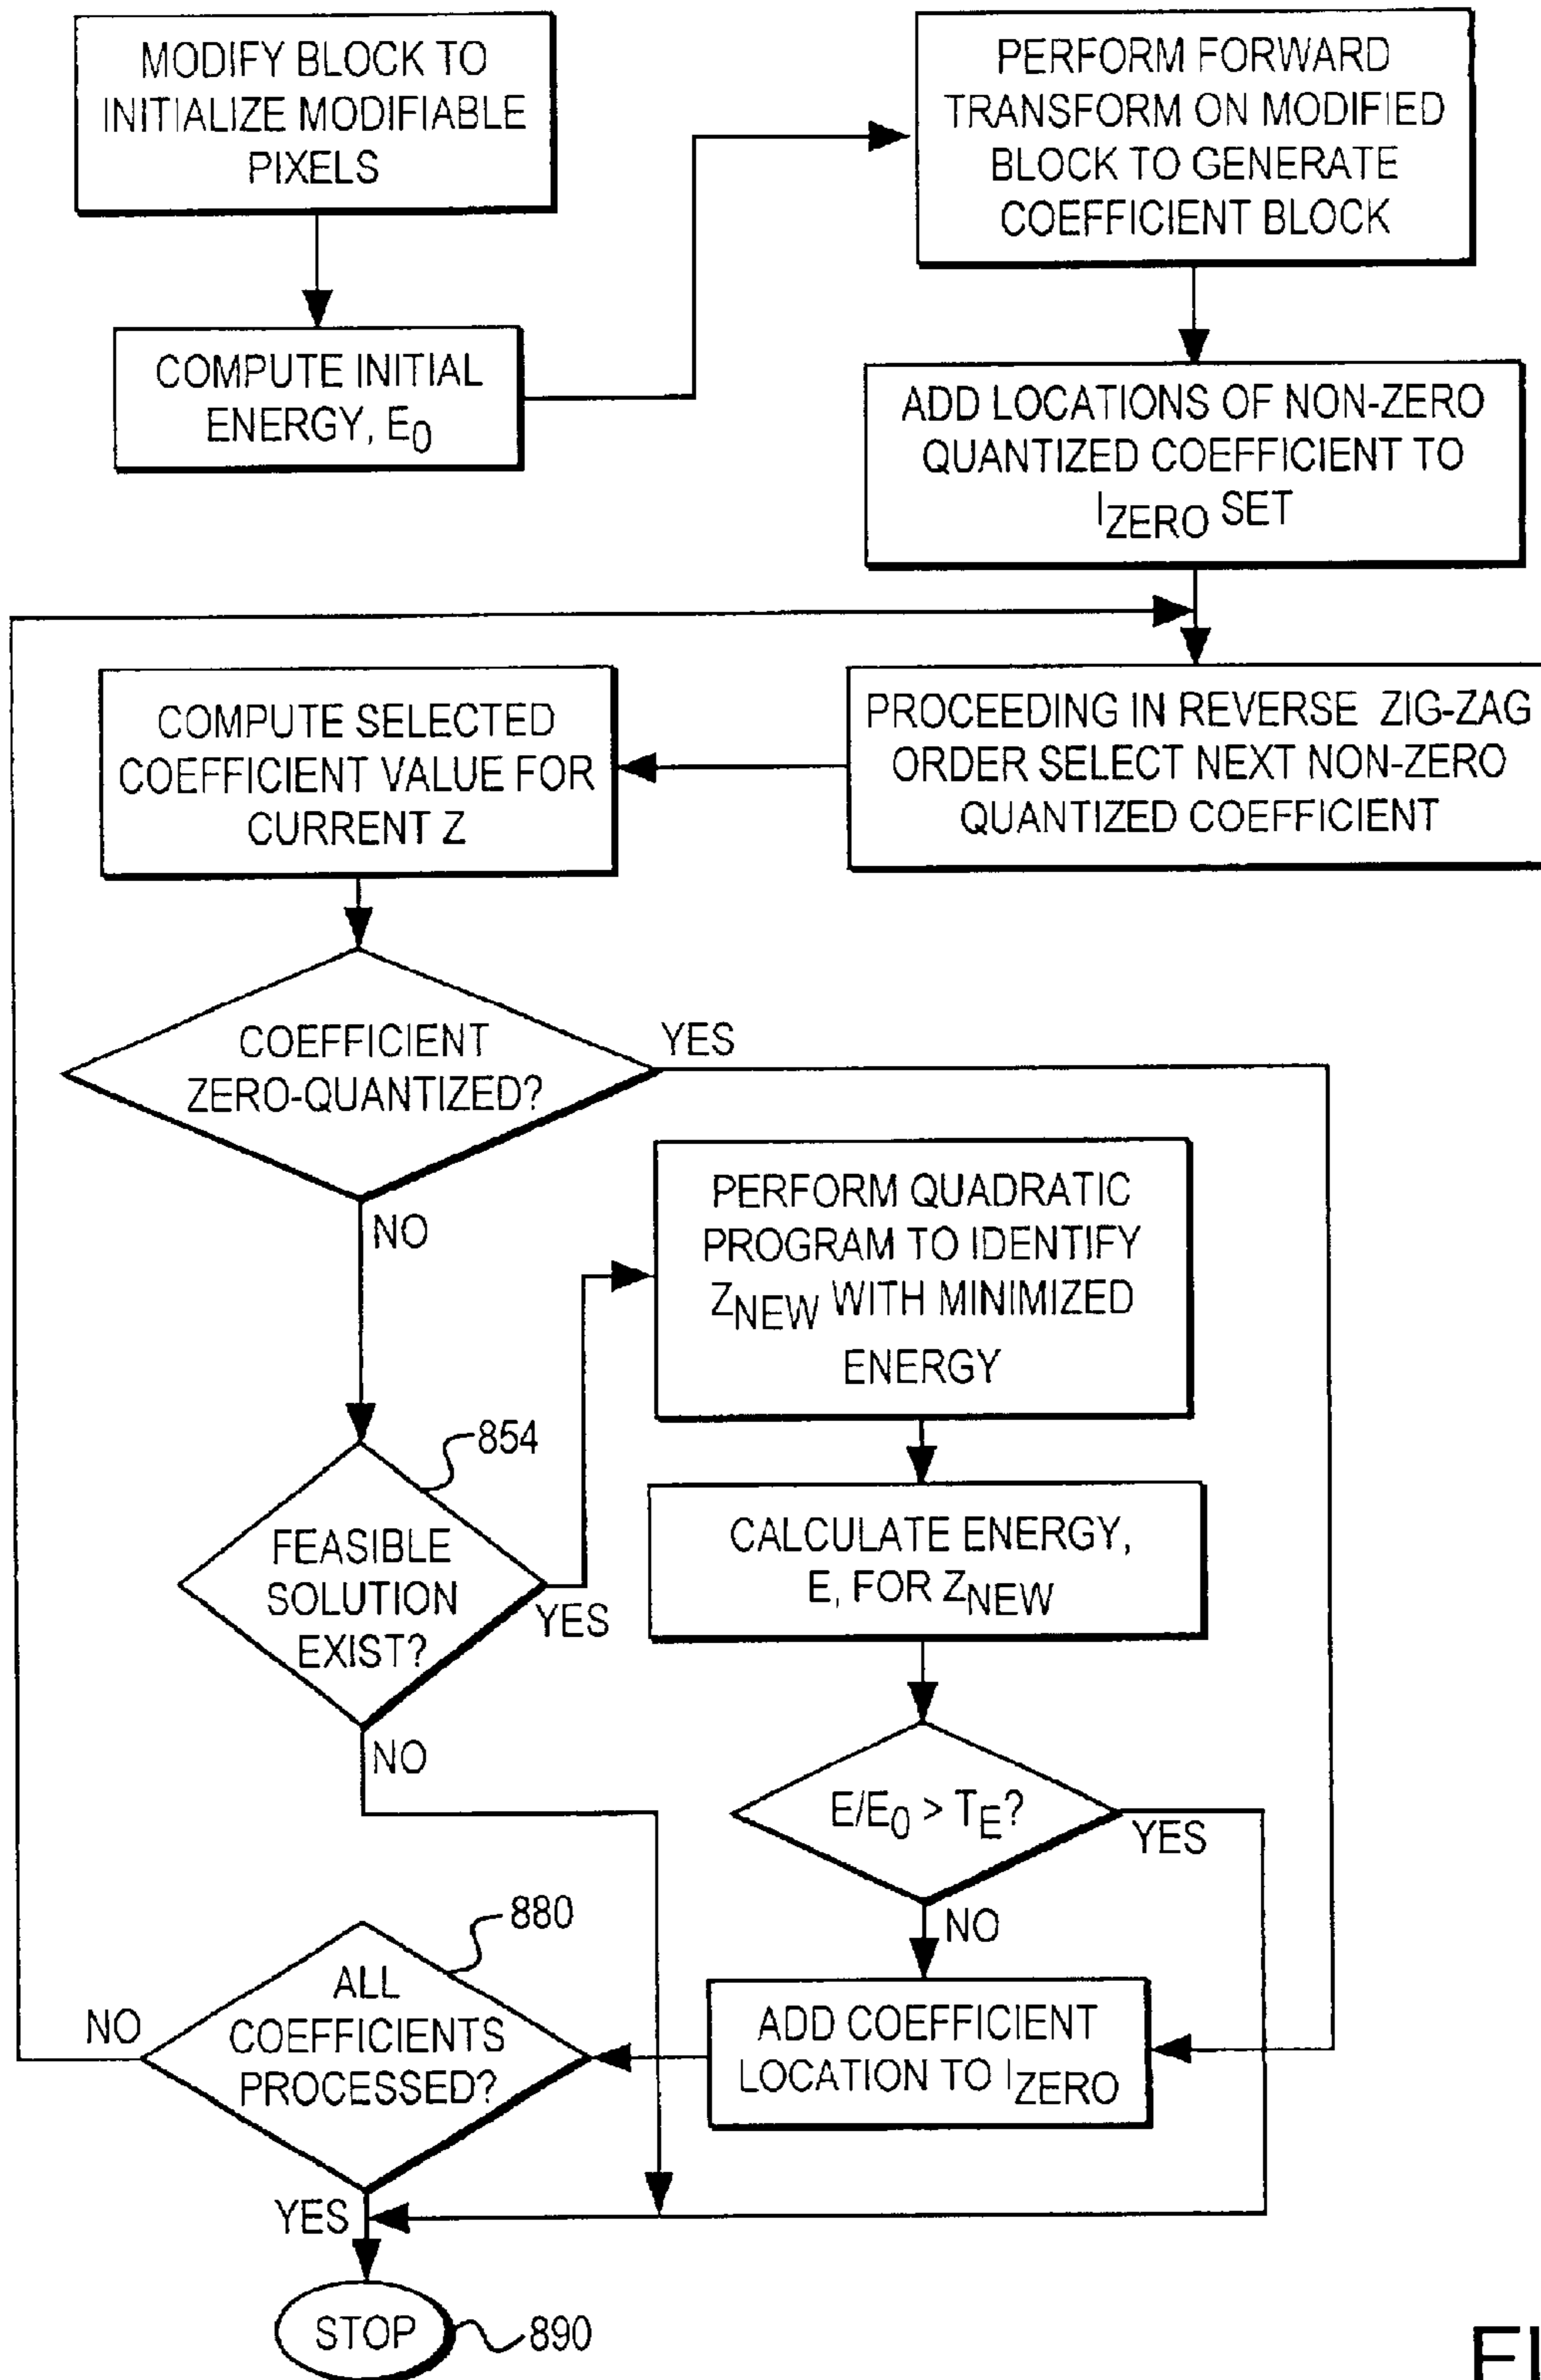 MODIFY BLOCK TO
INITIALIZE MODIFIABLE
PIXELS
COMPUTE INITIAL
ENERGY, E0
PERFORM FORWARD
TRANSFORM ON MODIFIED
BLOCK TO GENERATE
COEFFICIENT BLOCK
ADD LOCATIONS OF NON-ZERO
QUANTIZED COEFFICIENT TO
IZERO SET
PROCEEDING IN REVERSE ZIG-ZAG
ORDER SELECT NEXT NON-ZERO
QUANTIZED COEFFICIENT
COMPUTE SELECTED
COEFFICIENT VALUE FOR
CURRENT Z
COEFFICIENT
ZERO-QUANTIZED?
YES
NO
854
FEASIBLE
SOLUTION
EXIST?
YES
NO
PERFORM QUADRATIC
PROGRAM TO IDENTIFY
ZNEW WITH MINIMIZED
ENERGY
CALCULATE ENERGY,
E, FOR ZNEW
E/E0 > TE?
YES
NO
ADD COEFFICIENT
LOCATION TO IZERO
880
ALL
COEFFICIENTS
PROCESSED?
NO
YES
STOP
890